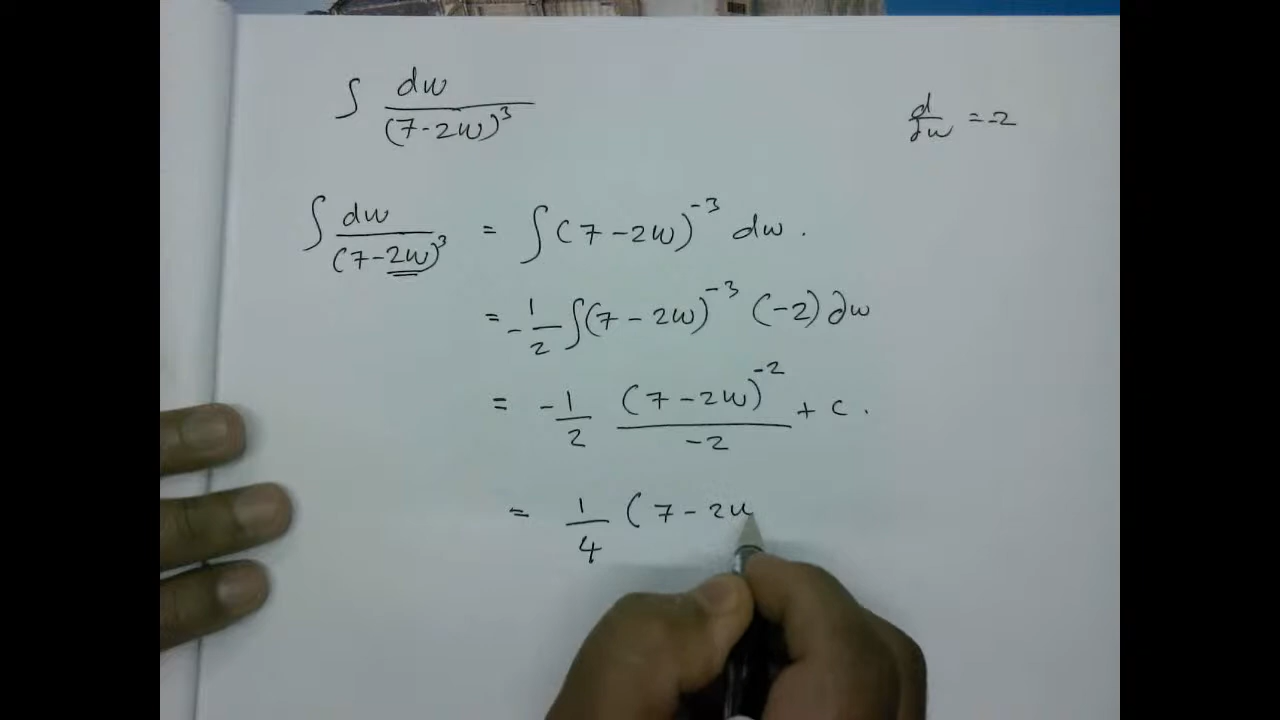 ∫ dw/(7-2w)^3
d/dw = -2
∫ dw/(7-2w)^3 = ∫(7-2w)^-3 dw.
= -1/2 ∫(7-2w)^-3 (-2) ∂w
= -1/2 (7-2w)^-2/-2 + c.
= 1/4 (7-2w